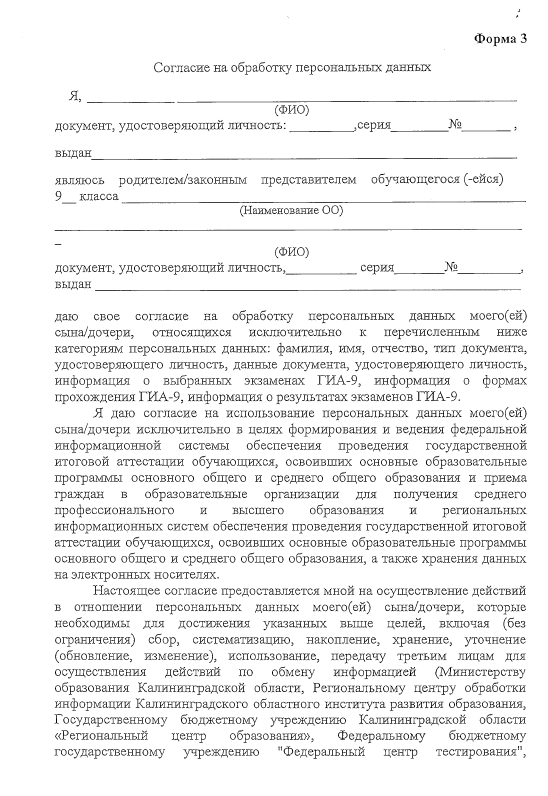 Форма 3
Согласие на обработку персональных данных
Я, ____________
(ФИО)
документ, удостоверяющий личность: _________,серия________№_______ ,
выдан____________
являюсь родителем/законным представителем обучающегося (-ейся)
9__ класса ____________
(Наименование ОО)
____________
_
(ФИО)
документ, удостоверяющий личность,__________ серия_______№_________,
выдан ____________
даю свое согласие на обработку персональных данных моего(ей)
сына/дочери, относящихся исключительно к перечисленным ниже
категориям персональных данных: фамилия, имя, отчество, тип документа,
удостоверяющего личность, данные документа, удостоверяющего личность,
информация о выбранных экзаменах ГИА-9, информация о формах
прохождения ГИА-9, информация о результатах экзаменов ГИА-9.
Я даю согласие на использование персональных данных моего(ей)
сына/дочери исключительно в целях формирования и ведения федеральной
информационной системы обеспечения проведения государственной
итоговой аттестации обучающихся, освоивших основные образовательные
программы основного общего и среднего общего образования и приема
граждан в образовательные организации для получения среднего
профессионального и высшего образования и региональных
информационных систем обеспечения проведения государственной итоговой
аттестации обучающихся, освоивших основные образовательные программы
основного общего и среднего общего образования, а также хранения данных
на электронных носителях.
Настоящее согласие предоставляется мной на осуществление действий
в отношении персональных данных моего(ей) сына/дочери, которые
необходимы для достижения указанных выше целей, включая (без
ограничения) сбор, систематизацию, накопление, хранение, уточнение
(обновление, изменение), использование, передачу третьим лицам для
осуществления действий по обмену информацией (Министерству
образования Калининградской области, Региональному центру обработки
информации Калининградского областного института развития образования,
Государственному бюджетному учреждению Калининградской области
«Региональный центр образования», Федеральному бюджетному
государственному учреждению "Федеральный центр тестирования",